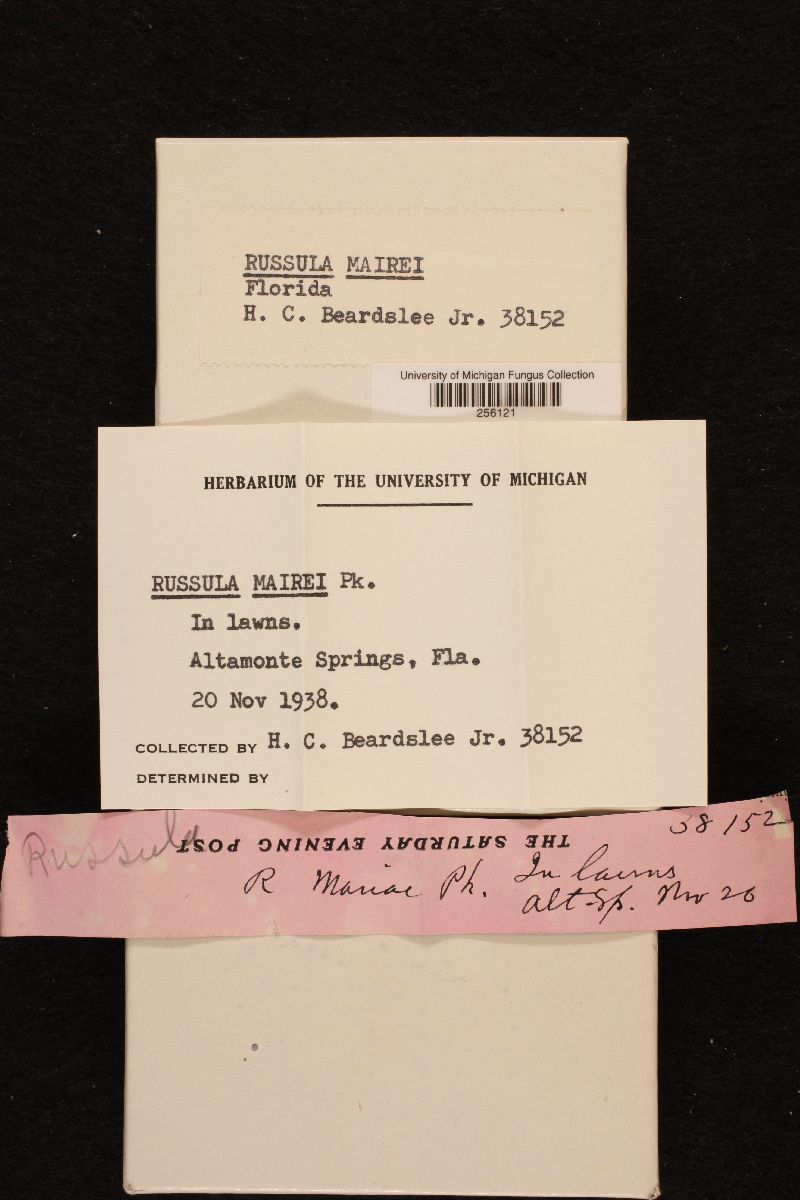 RUSSULA MAIREI
Florida
H. C. Beardslee Jr. 38152
University of Michigan Fungus Collection
256121
HERBARIUM OF THE UNIVERSITY OF MICHIGAN
RUSSULA MAIREI Pk.
In lawns.
Altamonte Springs, Fla.
20 Nov 1938.
COLLECTED BY H. C. Beardslee Jr. 38152
DETERMINED BY
Russula
THE SATURDAY EVENING POST
38152
R Mariae Pk. In lawns
Alt. Sp. Nov 20